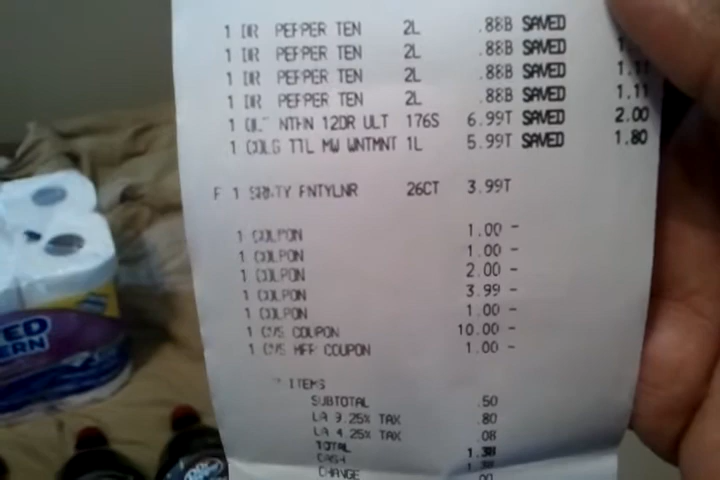 1 DR PEPPER TEN 2L .88B SAVED
1 DR PEPPER TEN 2L .88B SAVED
1 DR PEPPER TEN 2L .88B SAVED 1.11
1 DR PEPPER TEN 2L .88B SAVED 1.11
1 NTHN 12DR ULT 176S 6.99T SAVED 2.00
1 COLG TTL MW WNTMNT 1L 5.99T SAVED 1.80
F 1 PNTYLNR 26CT 3.99T
1 COUPON 1.00 -
1 COUPON 1.00 -
1 COUPON 2.00 -
1 COUPON 3.99 -
1 COUPON 1.00 -
1 CVS COUPON 10.00 -
1 CVS MFR COUPON 1.00 -
ITEMS
SUBTOTAL .50
LA 9.25% TAX .80
LA 4.25% TAX .08
TOTAL 1.38
CASH 1.38
CHANGE .00
ED
ERN